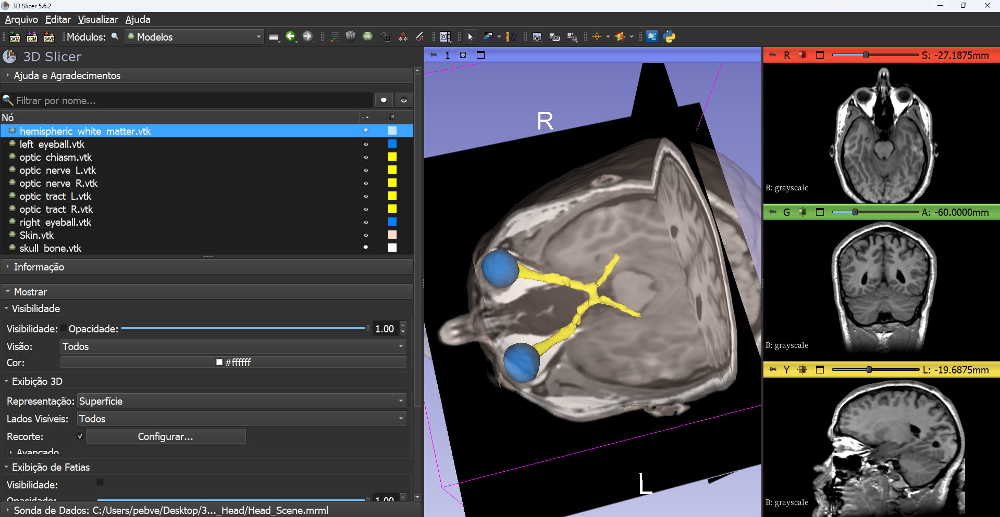 3D Slicer 5.6.2
Arquivo Editar Visualizar Ajuda
DATA DCM SAVE Módulos: Modelos
3D Slicer
Ajuda e Agradecimentos
Filtrar por nome...
Nó
hemispheric_white_matter.vtk
left_eyeball.vtk
optic_chiasm.vtk
optic_nerve_L.vtk
optic_nerve_R.vtk
optic_tract_L.vtk
optic_tract_R.vtk
right_eyeball.vtk
Skin.vtk
skull_bone.vtk
Informação
Mostrar
Visibilidade
Visibilidade: Opacidade: 1.00
Visão: Todos
Cor: #ffffff
Exibição 3D
Representação: Superfície
Lados Visíveis: Todos
Recorte: Configurar...
Avançado
Exibição de Fatias
Visibilidade:
Opacidade: 1.00
Sonda de Dados: C:/Users/pebve/Desktop/3..._Head/Head_Scene.mrml
1
R
L
R S: -27.1875mm
B: grayscale
G A: -60.0000mm
B: grayscale
Y L: -19.6875mm
B: grayscale